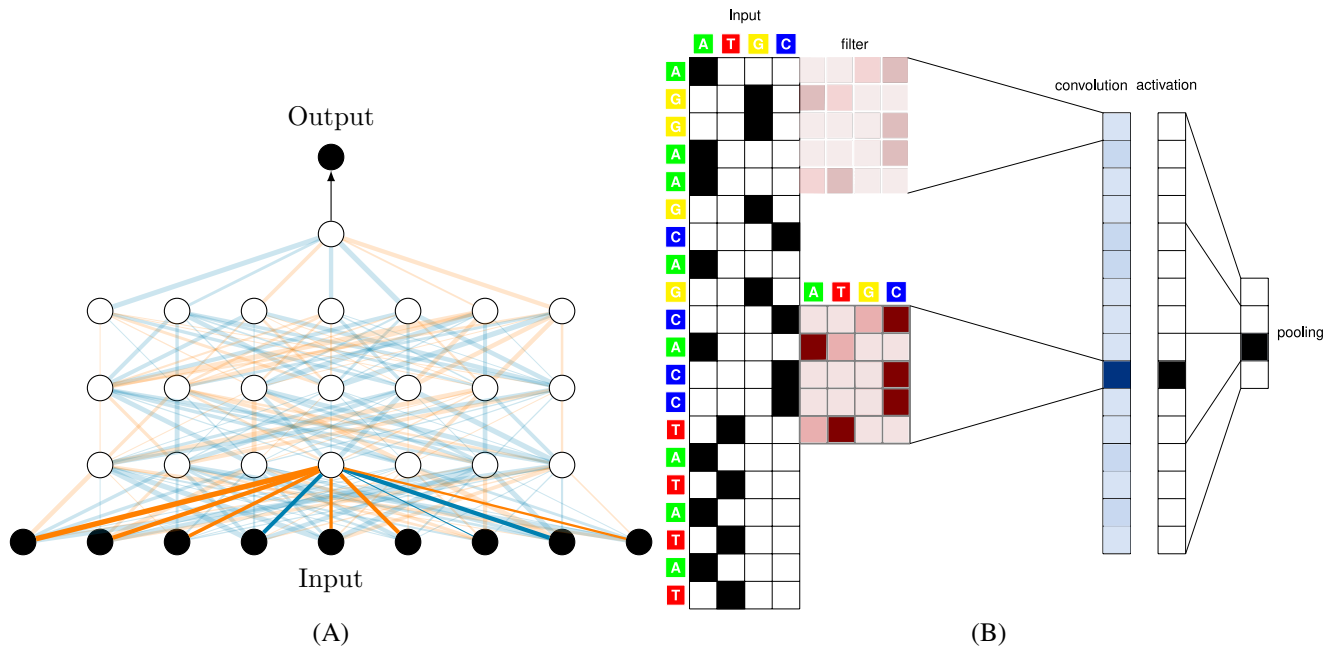 Output
Input
(A)
Input
A T G C
filter
A
G
G
A
A
G
C
A
G
C
A
C
C
T
A
T
A
T
A
T
A T G C
convolution activation
pooling
(B)